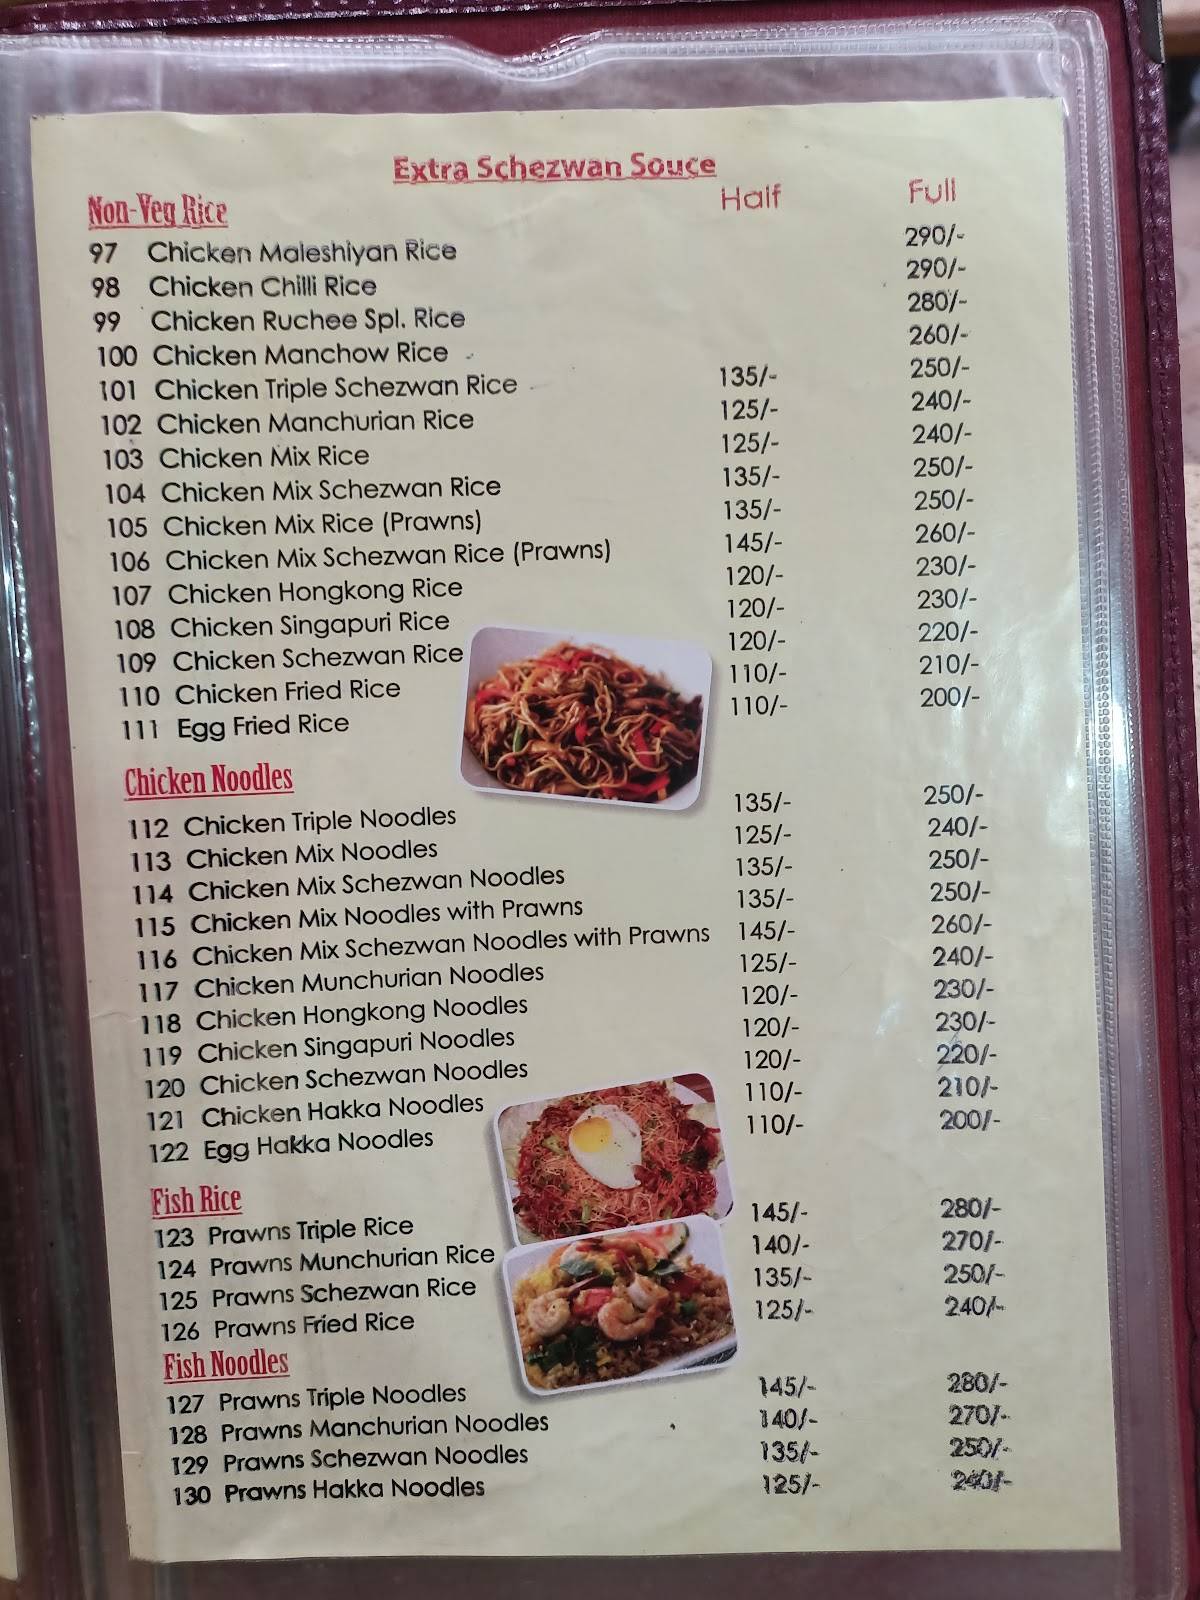 Extra Schezwan Souce
Non-Veg Rice Half Full
97 Chicken Maleshiyan Rice 290/-
98 Chicken Chilli Rice 290/-
99 Chicken Ruchee Spl. Rice 280/-
100 Chicken Manchow Rice 260/-
101 Chicken Triple Schezwan Rice 135/- 250/-
102 Chicken Manchurian Rice 125/- 240/-
103 Chicken Mix Rice 125/- 240/-
104 Chicken Mix Schezwan Rice 135/- 250/-
105 Chicken Mix Rice (Prawns) 135/- 250/-
106 Chicken Mix Schezwan Rice (Prawns) 145/- 260/-
107 Chicken Hongkong Rice 120/- 230/-
108 Chicken Singapuri Rice 120/- 230/-
109 Chicken Schezwan Rice 120/- 220/-
110 Chicken Fried Rice 110/- 210/-
111 Egg Fried Rice 110/- 200/-
Chicken Noodles
112 Chicken Triple Noodles 135/- 250/-
113 Chicken Mix Noodles 125/- 240/-
114 Chicken Mix Schezwan Noodles 135/- 250/-
115 Chicken Mix Noodles with Prawns 135/- 250/-
116 Chicken Mix Schezwan Noodles with Prawns 145/- 260/-
117 Chicken Munchurian Noodles 125/- 240/-
118 Chicken Hongkong Noodles 120/- 230/-
119 Chicken Singapuri Noodles 120/- 230/-
120 Chicken Schezwan Noodles 120/- 220/-
121 Chicken Hakka Noodles 110/- 210/-
122 Egg Hakka Noodles 110/- 200/-
Fish Rice
123 Prawns Triple Rice 145/- 280/-
124 Prawns Munchurian Rice 140/- 270/-
125 Prawns Schezwan Rice 135/- 250/-
126 Prawns Fried Rice 125/- 240/-
Fish Noodles
127 Prawns Triple Noodles 145/- 280/-
128 Prawns Manchurian Noodles 140/- 270/-
129 Prawns Schezwan Noodles 135/- 250/-
130 Prawns Hakka Noodles 125/- 240/-